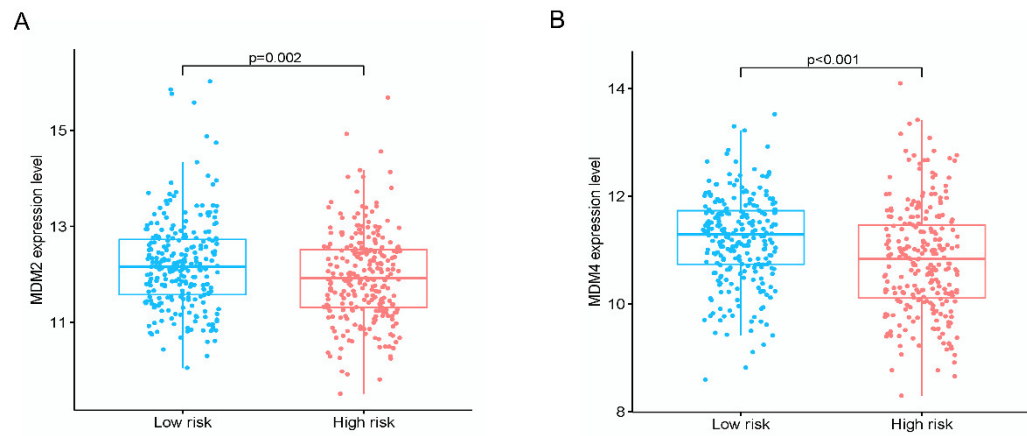 A
p=0.002
MDM2 expression level
15
13
11
Low risk
High risk
B
p<0.001
MDM4 expression level
14
12
10
8
Low risk
High risk